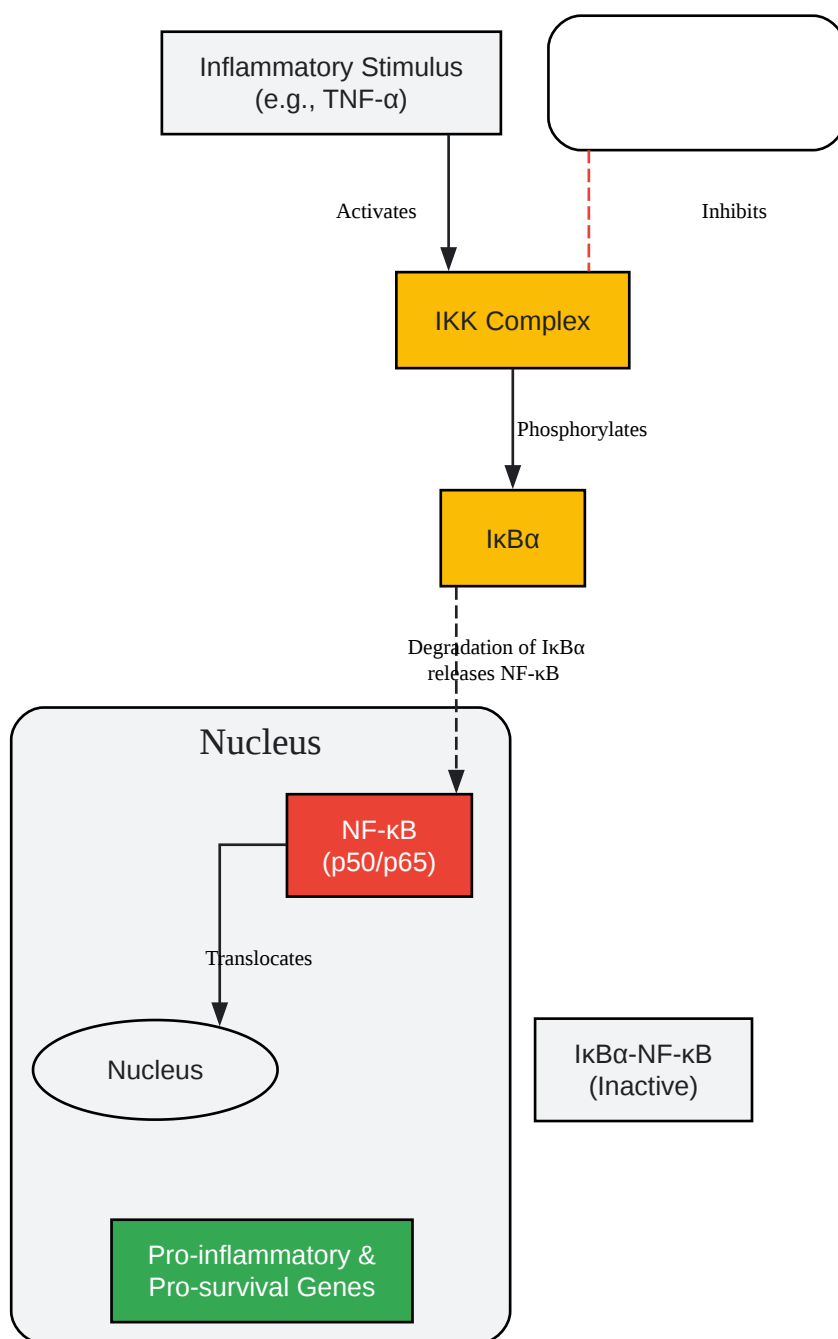 Inflammatory Stimulus
(e.g., TNF-α)
Activates
Inhibits
IKK Complex
Phosphorylates
IκBα
Degradation of IκBα
releases NF-κB
Nucleus
NF-κB
(p50/p65)
Translocates
Nucleus
IκBα-NF-κB
(Inactive)
Pro-inflammatory &
Pro-survival Genes